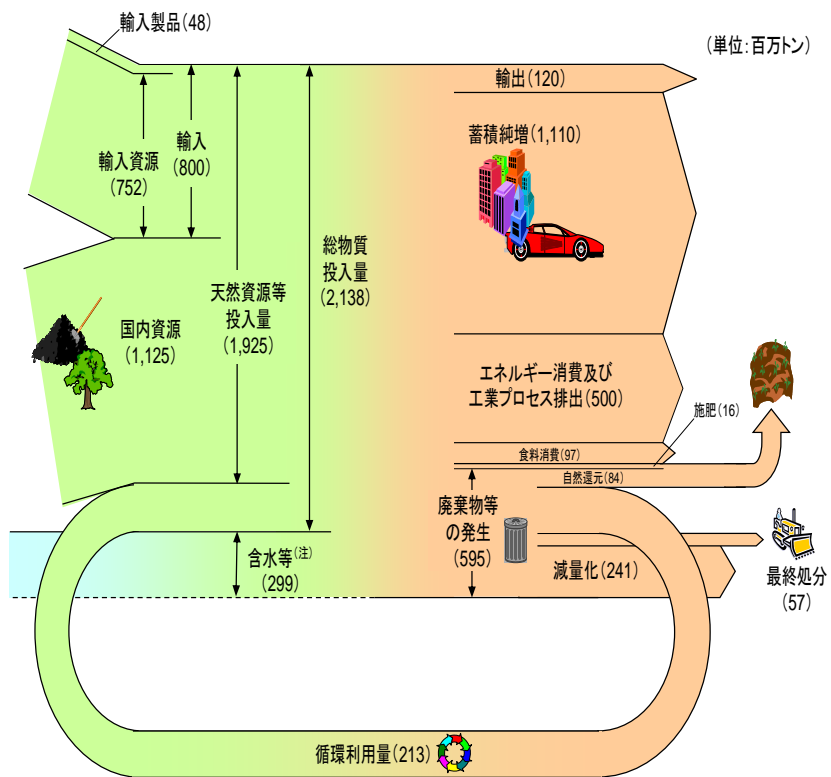 輸入製品(48)
(単位:百万トン)
輸出(120)
蓄積純増(1,110)
輸入
(800)
輸入資源
(752)
総物質
投入量
(2,138)
天然資源等
投入量
(1,925)
国内資源
(1,125)
エネルギー消費及び
工業プロセス排出(500)
施肥(16)
食料消費(97)
自然還元(84)
廃棄物等
の発生
(595)
含水等(注)
(299)
減量化(241)
最終処分
(57)
循環利用量(213)